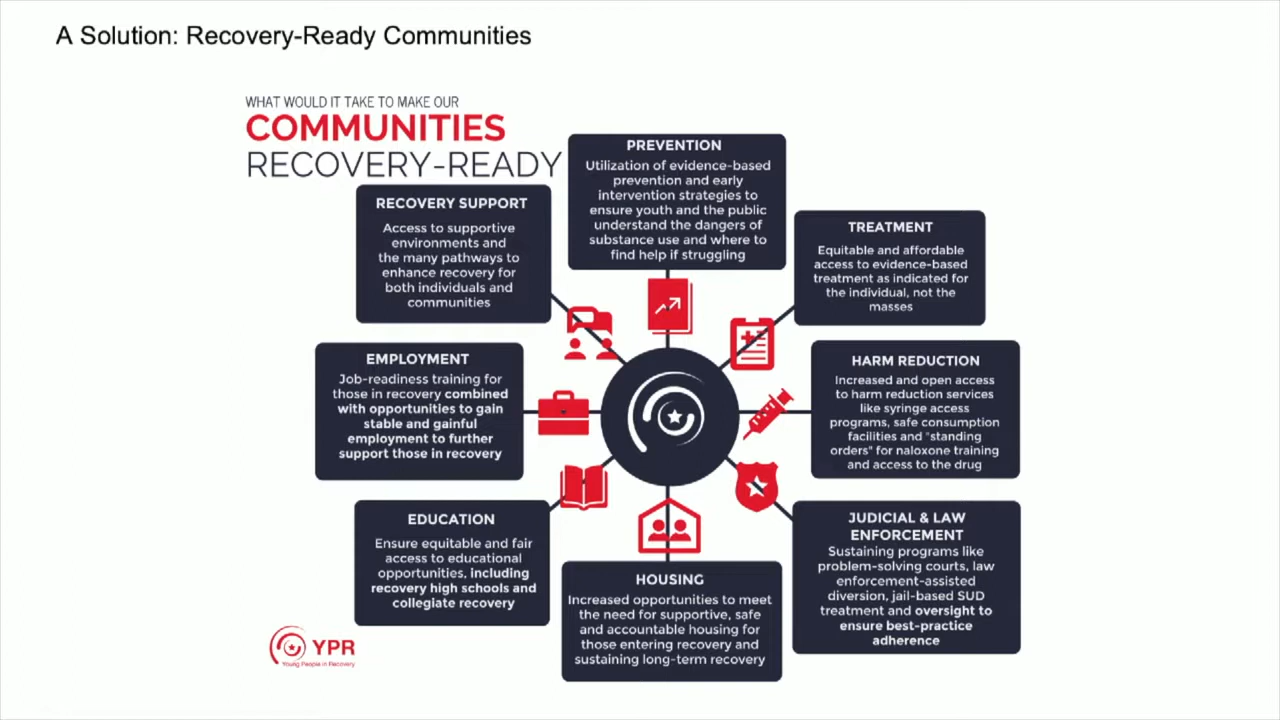 A Solution: Recovery-Ready Communities
WHAT WOULD IT TAKE TO MAKE OUR
COMMUNITIES
RECOVERY-READY
PREVENTION
Utilization of evidence-based
prevention and early
intervention strategies to
ensure youth and the public
understand the dangers of
substance use and where to
find help if struggling
RECOVERY SUPPORT
Access to supportive
environments and
the many pathways to
enhance recovery for
both individuals and
communities
TREATMENT
Equitable and affordable
access to evidence-based
treatment as indicated for
the individual, not the
masses
EMPLOYMENT
Job-readiness training for
those in recovery combined
with opportunities to gain
stable and gainful
employment to further
support those in recovery
HARM REDUCTION
Increased and open access
to harm reduction services
like syringe access
programs, safe consumption
facilities and "standing
orders" for naloxone training
and access to the drug
EDUCATION
Ensure equitable and fair
access to educational
opportunities, including
recovery high schools and
collegiate recovery
JUDICIAL & LAW
ENFORCEMENT
Sustaining programs like
problem-solving courts, law
enforcement-assisted
diversion, jail-based SUD
treatment and oversight to
ensure best-practice
adherence
HOUSING
Increased opportunities to meet
the need for supportive, safe
and accountable housing for
those entering recovery and
sustaining long-term recovery
YPR
Young People in Recovery